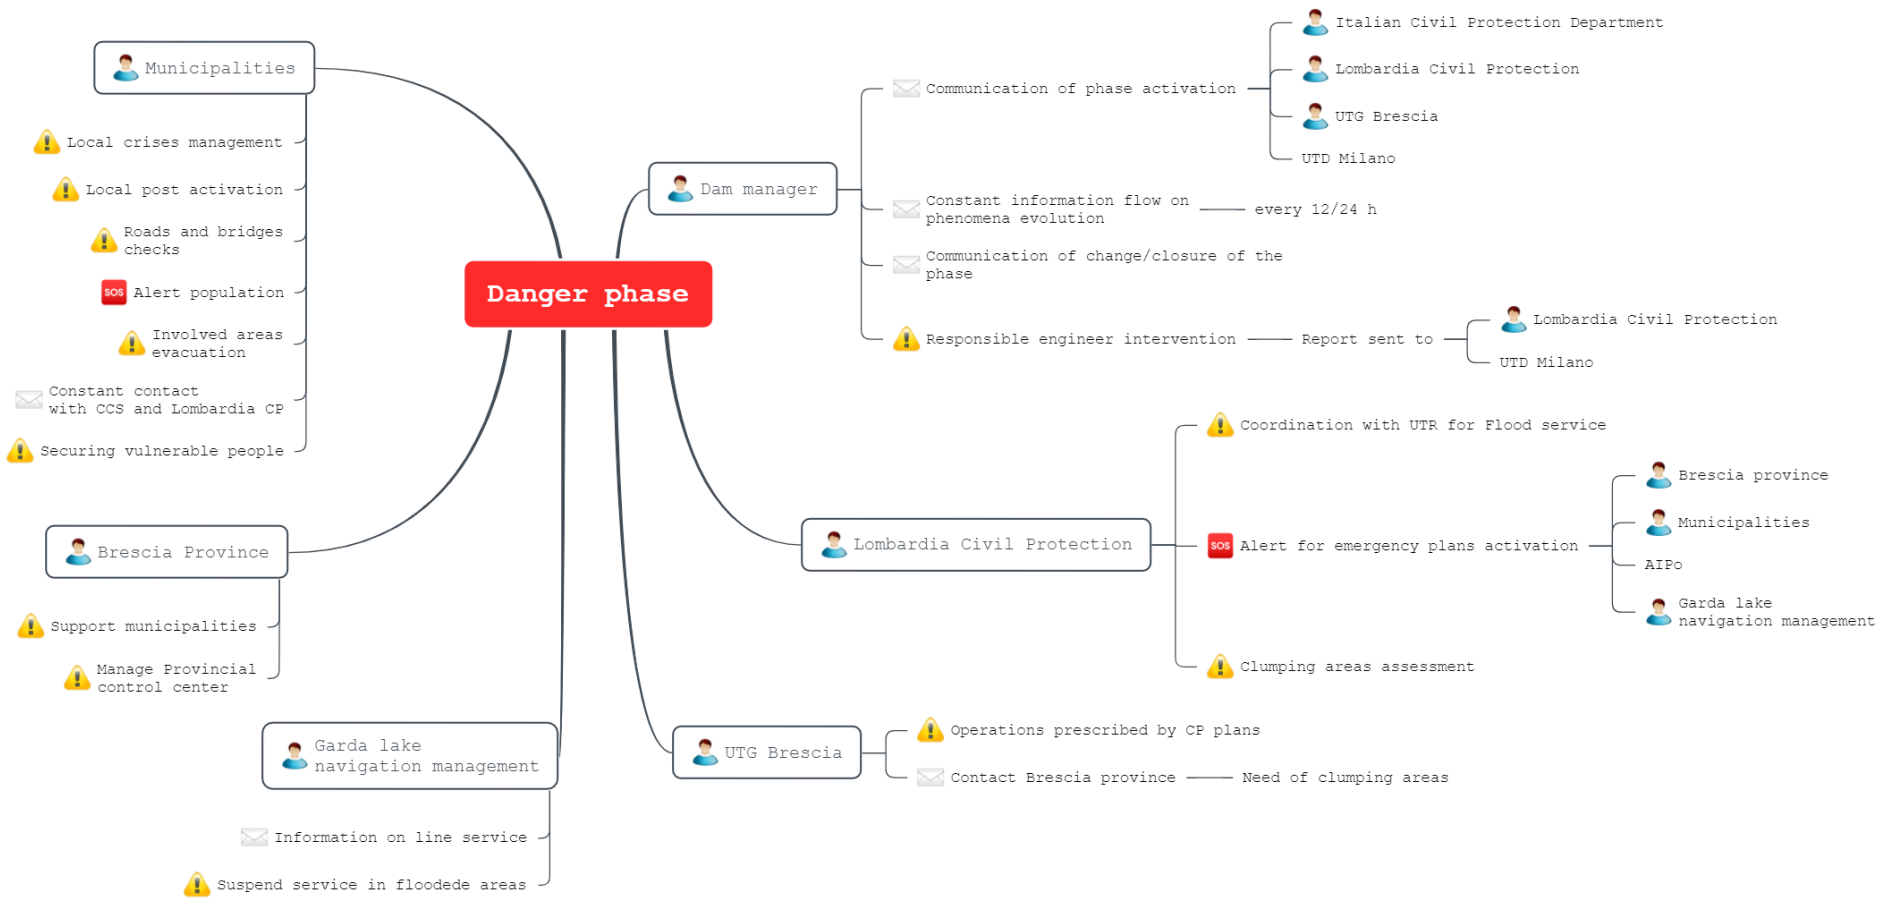 Danger phase
Municipalities
Local crises management
Local post activation
Roads and bridges
checks
SOS
Alert population
Involved areas
evacuation
Constant contact
with CCS and Lombardia CP
Securing vulnerable people
Brescia Province
Support municipalities
Manage Provincial
control center
Garda lake
navigation management
Information on line service
Suspend service in floodede areas
Dam manager
Communication of phase activation
Italian Civil Protection Department
Lombardia Civil Protection
UTG Brescia
UTD Milano
Constant information flow on
phenomena evolution
every 12/24 h
Communication of change/closure of the
phase
Responsible engineer intervention
Report sent to
Lombardia Civil Protection
UTD Milano
Lombardia Civil Protection
Coordination with UTR for Flood service
SOS
Alert for emergency plans activation
Brescia province
Municipalities
AIPo
Garda lake
navigation management
Clumping areas assessment
UTG Brescia
Operations prescribed by CP plans
Contact Brescia province
Need of clumping areas